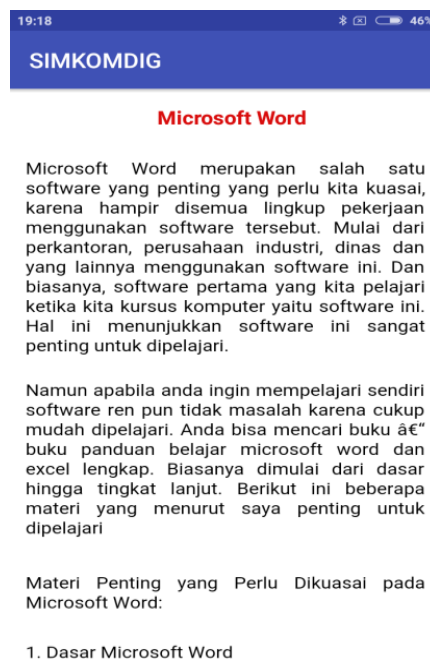 19:18
46%
SIMKOMDIG
Microsoft Word
Microsoft Word merupakan salah satu
software yang penting yang perlu kita kuasai,
karena hampir disemua lingkup pekerjaan
menggunakan software tersebut. Mulai dari
perkantoran, perusahaan industri, dinas dan
yang lainnya menggunakan software ini. Dan
biasanya, software pertama yang kita pelajari
ketika kita kursus komputer yaitu software ini.
Hal ini menunjukkan software ini sangat
penting untuk dipelajari.
Namun apabila anda ingin mempelajari sendiri
software ren pun tidak masalah karena cukup
mudah dipelajari. Anda bisa mencari buku â€“
buku panduan belajar microsoft word dan
excel lengkap. Biasanya dimulai dari dasar
hingga tingkat lanjut. Berikut ini beberapa
materi yang menurut saya penting untuk
dipelajari
Materi Penting yang Perlu Dikuasai pada
Microsoft Word:
1. Dasar Microsoft Word